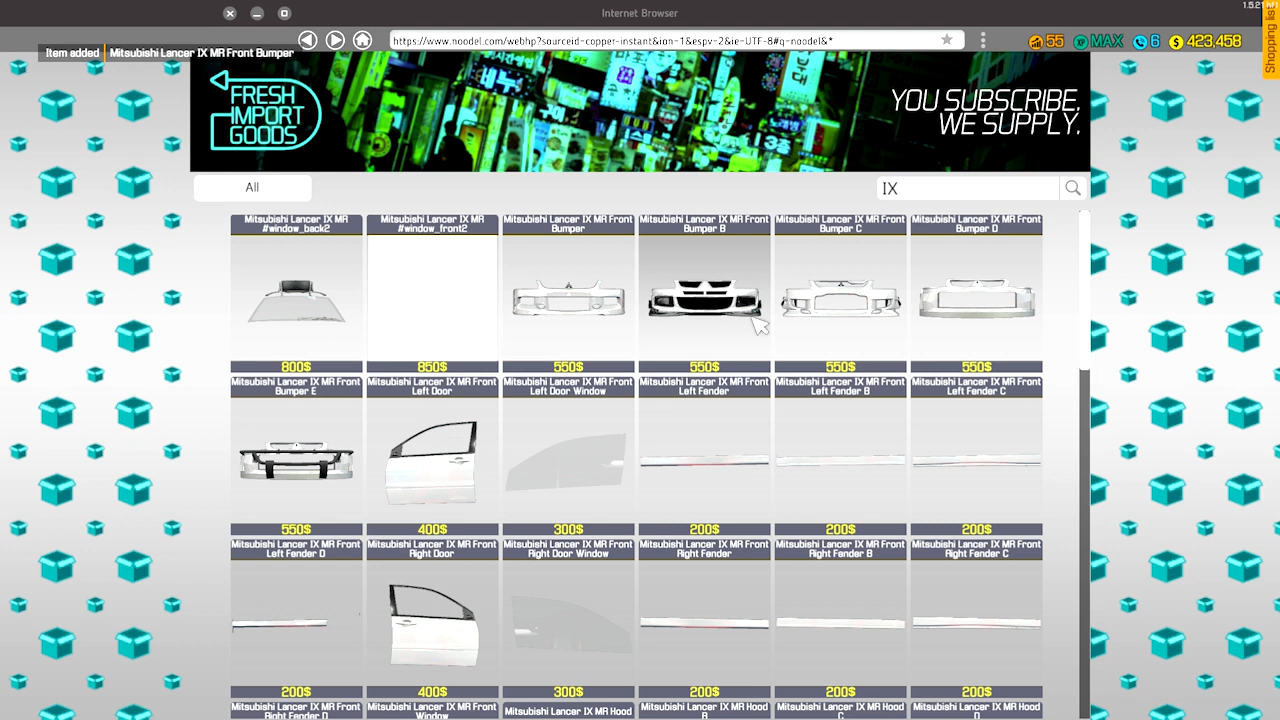 Internet Browser
1.5.21
Shopping list
https://www.noodel.com/webhp?sourceid-copper-instant&ion-1&espv-2&ie-UTF-8#q-noodel&*
55
XP MAX
6
$ 423,458
Item added
Mitsubishi Lancer IX MR Front Bumper
FRESH
IMPORT
GOODS
YOU SUBSCRIBE,
WE SUPPLY.
All
IX
Mitsubishi Lancer IX MR
#window_back2
Mitsubishi Lancer IX MR
#window_front2
Mitsubishi Lancer IX MR Front
Bumper
Mitsubishi Lancer IX MR Front
Bumper B
Mitsubishi Lancer IX MR Front
Bumper C
Mitsubishi Lancer IX MR Front
Bumper D
800$
850$
550$
550$
550$
550$
Mitsubishi Lancer IX MR Front
Bumper E
Mitsubishi Lancer IX MR Front
Left Door
Mitsubishi Lancer IX MR Front
Left Door Window
Mitsubishi Lancer IX MR Front
Left Fender
Mitsubishi Lancer IX MR Front
Left Fender B
Mitsubishi Lancer IX MR Front
Left Fender C
550$
400$
300$
200$
200$
200$
Mitsubishi Lancer IX MR Front
Left Fender D
Mitsubishi Lancer IX MR Front
Right Door
Mitsubishi Lancer IX MR Front
Right Door Window
Mitsubishi Lancer IX MR Front
Right Fender
Mitsubishi Lancer IX MR Front
Right Fender B
Mitsubishi Lancer IX MR Front
Right Fender C
200$
400$
300$
200$
200$
200$
Mitsubishi Lancer IX MR Front
Right Fender D
Mitsubishi Lancer IX MR Front
Window
Mitsubishi Lancer IX MR Hood
Mitsubishi Lancer IX MR Hood
B
Mitsubishi Lancer IX MR Hood
C
Mitsubishi Lancer IX MR Hood
D